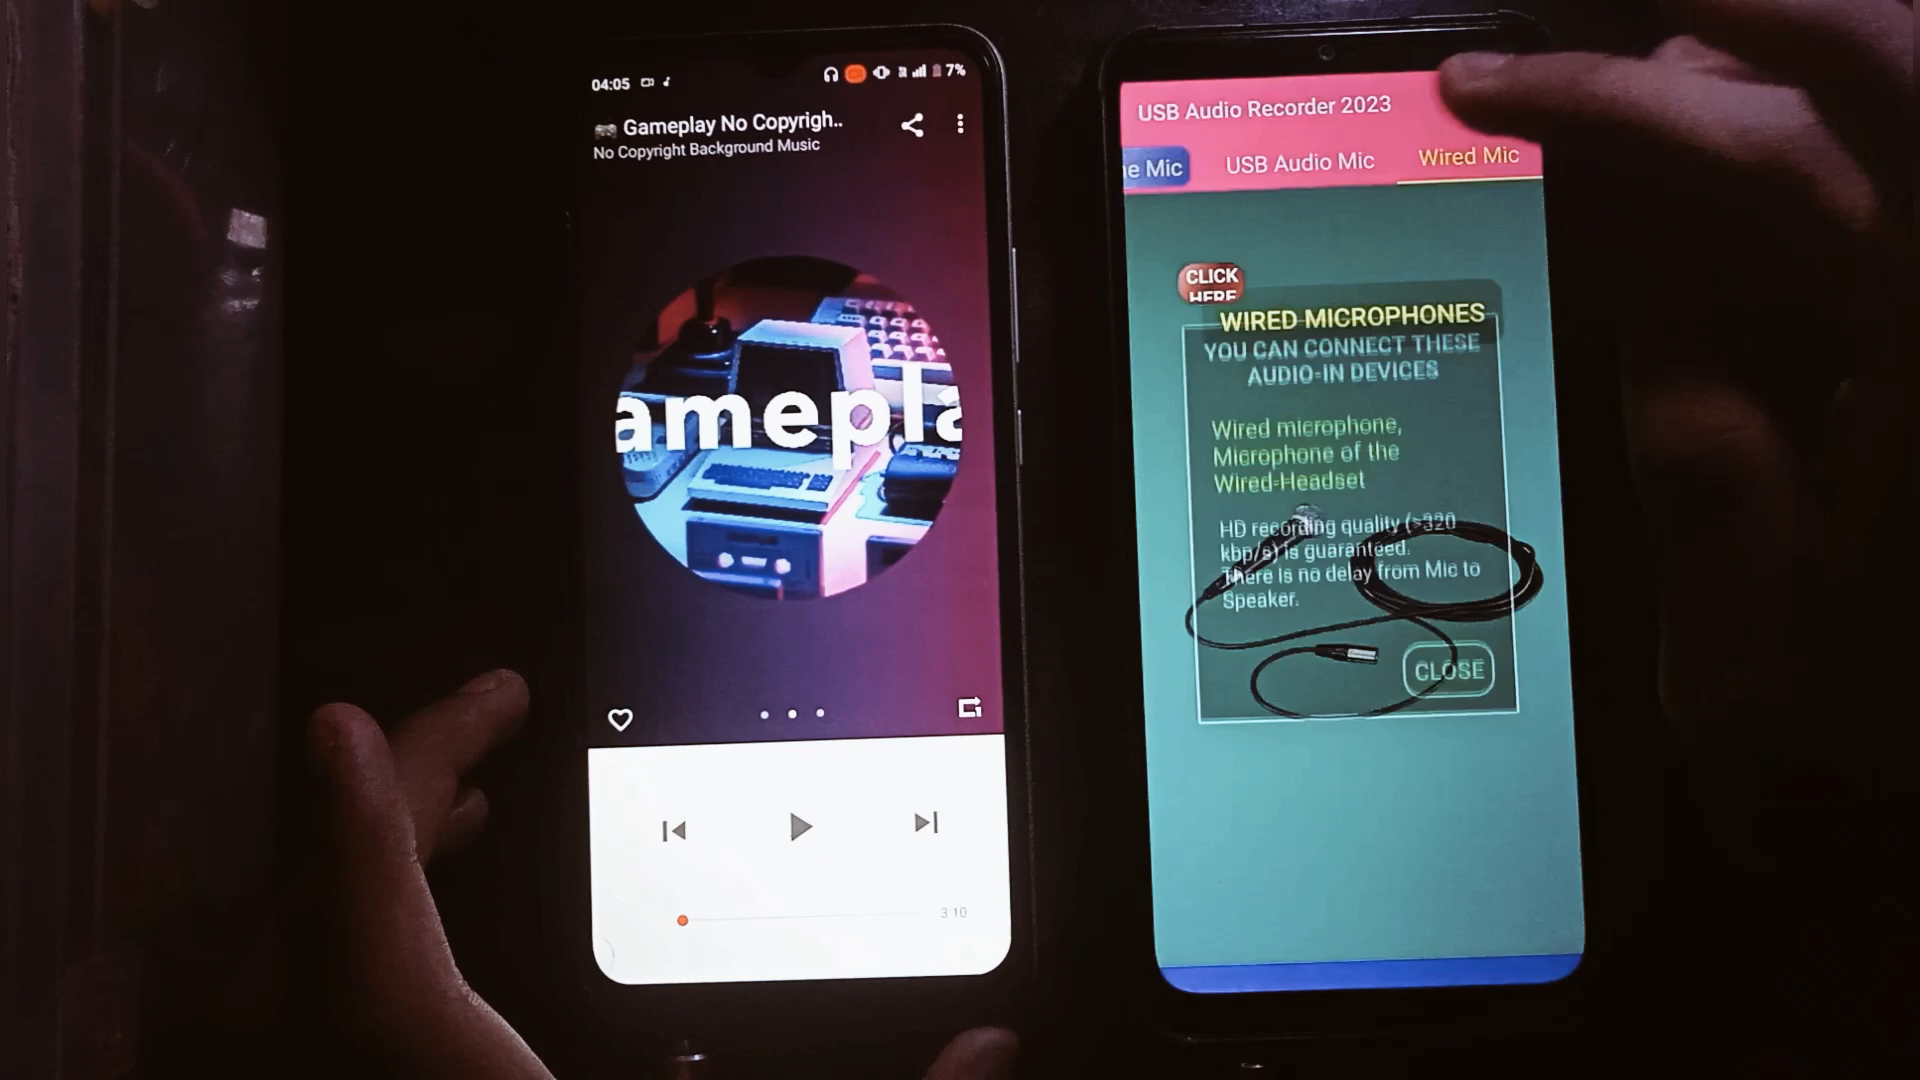 04:05
7%
Gameplay No Copyrigh..
No Copyright Background Music
amepla
3:10
USB Audio Recorder 2023
ne Mic
USB Audio Mic
Wired Mic
CLICK
HERE
WIRED MICROPHONES
YOU CAN CONNECT THESE
AUDIO-IN DEVICES
Wired microphone,
Microphone of the
Wired-Headset
HD recording quality (>320
kbp/s) is guaranteed.
There is no delay from Mic to
Speaker.
CLOSE